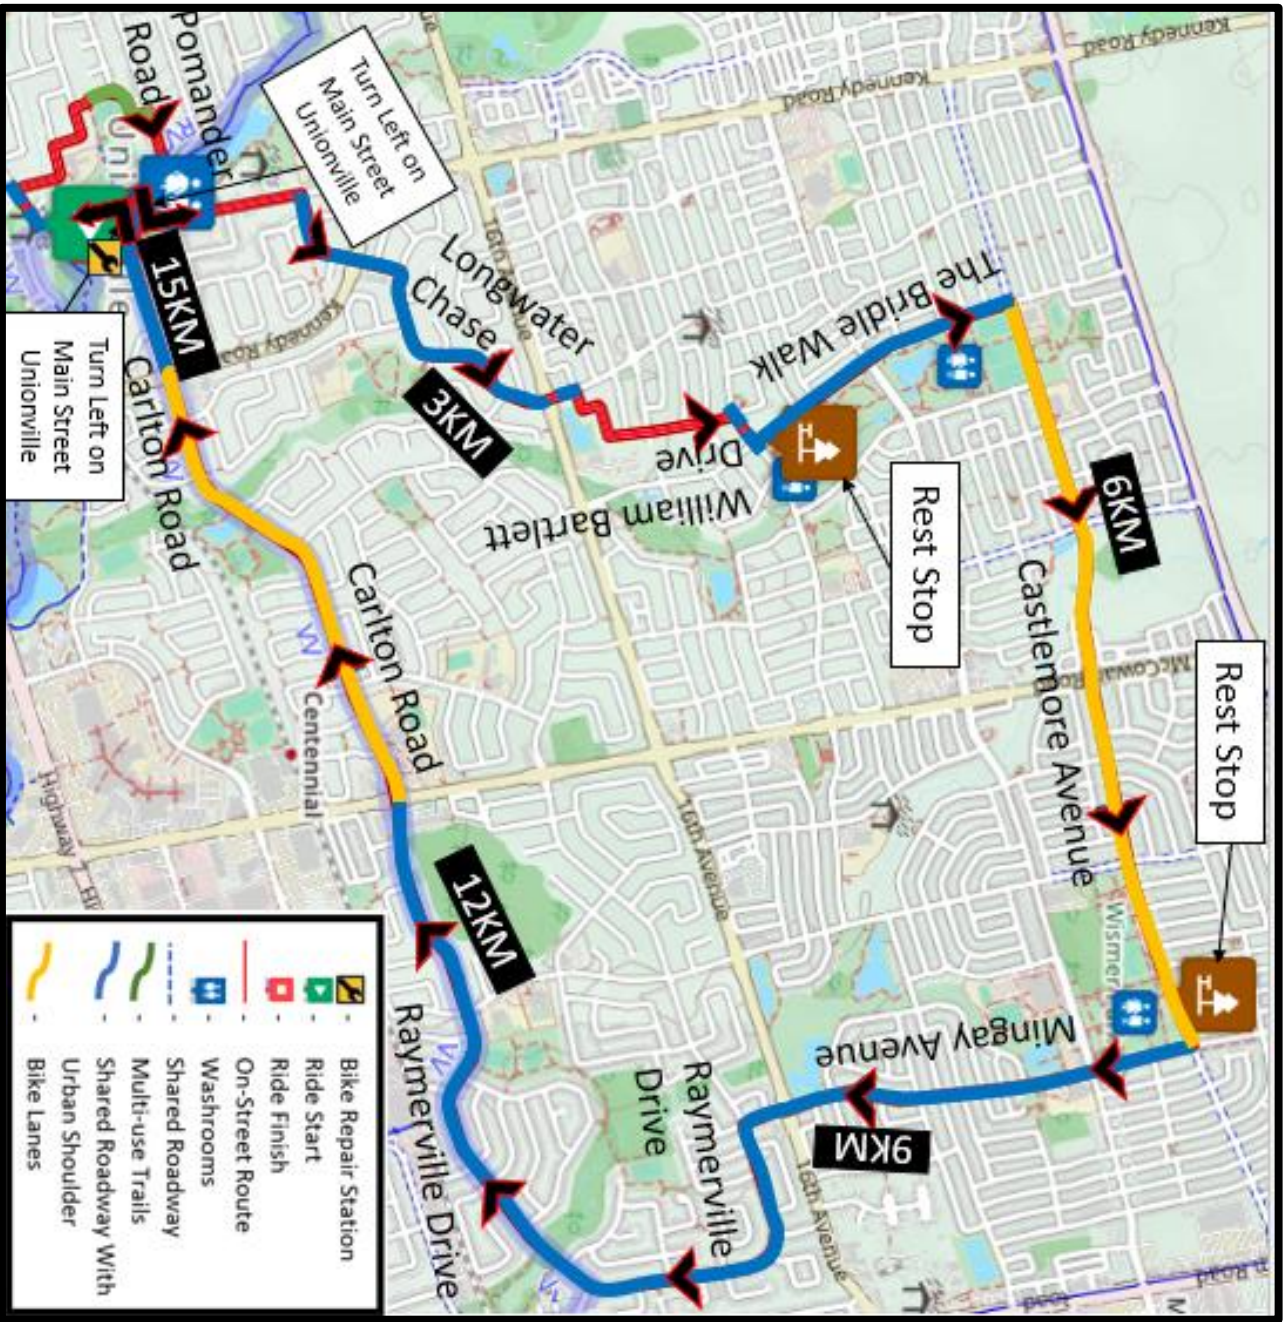 Kennedy Road
Kennedy Road
Pomander
Road
Turn Left on
Main Street
Unionville
16th Avenue
Longwater
Chase
The Bridle Walk
3KM
William Bartlett
Drive
Rest Stop
6KM
Castlemore Avenue
Rest Stop
Wismer
Mingay Avenue
9KM
16th Avenue
16th Avenue
Raymerville
Drive
Raymerville Drive
12KM
Carlton Road
Centennial
Highway 7
Carlton Road
Kennedy Road
15KM
Turn Left on
Main Street
Unionville
- Bike Repair Station
- Ride Start
- Ride Finish
- On-Street Route
- Washrooms
- Shared Roadway
- Multi-use Trails
- Shared Roadway With
Urban Shoulder
- Bike Lanes